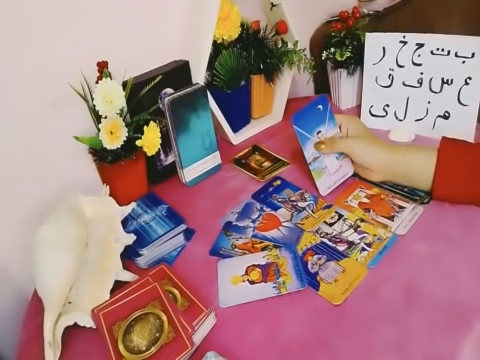 ب ت ج خ ر
ع س ف ق
م ز ل ی